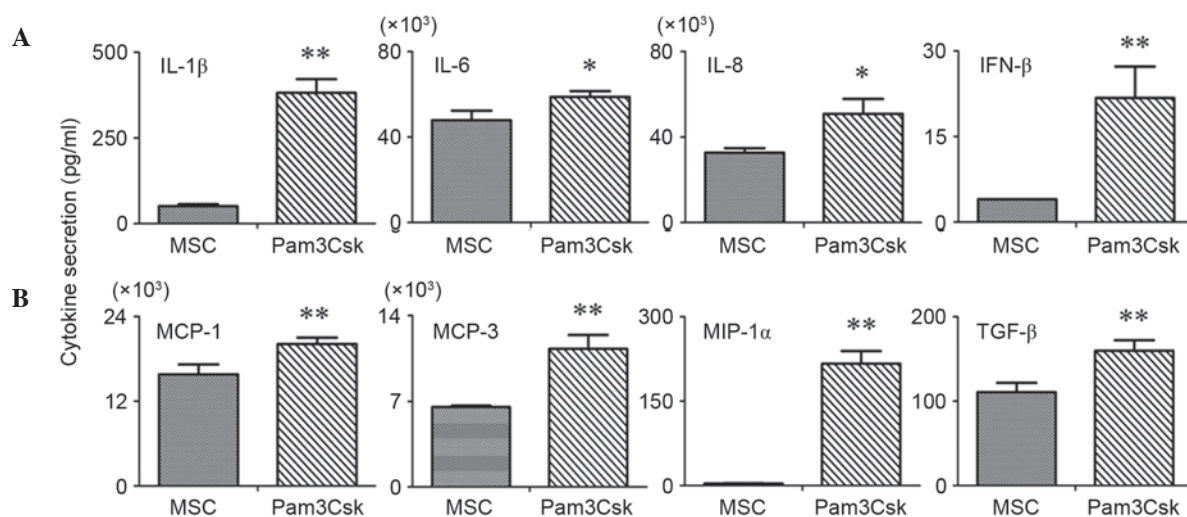 A
Cytokine secretion (pg/ml)
500
250
0
IL-1β
**
MSC Pam3Csk
(×10³)
80
40
0
IL-6
*
MSC Pam3Csk
(×10³)
80
40
0
IL-8
*
MSC Pam3Csk
30
15
0
IFN-β
**
MSC Pam3Csk
B
(×10³)
24
12
0
MCP-1
**
MSC Pam3Csk
(×10³)
14
7
0
MCP-3
**
MSC Pam3Csk
300
150
0
MIP-1α
**
MSC Pam3Csk
200
100
0
TGF-β
**
MSC Pam3Csk